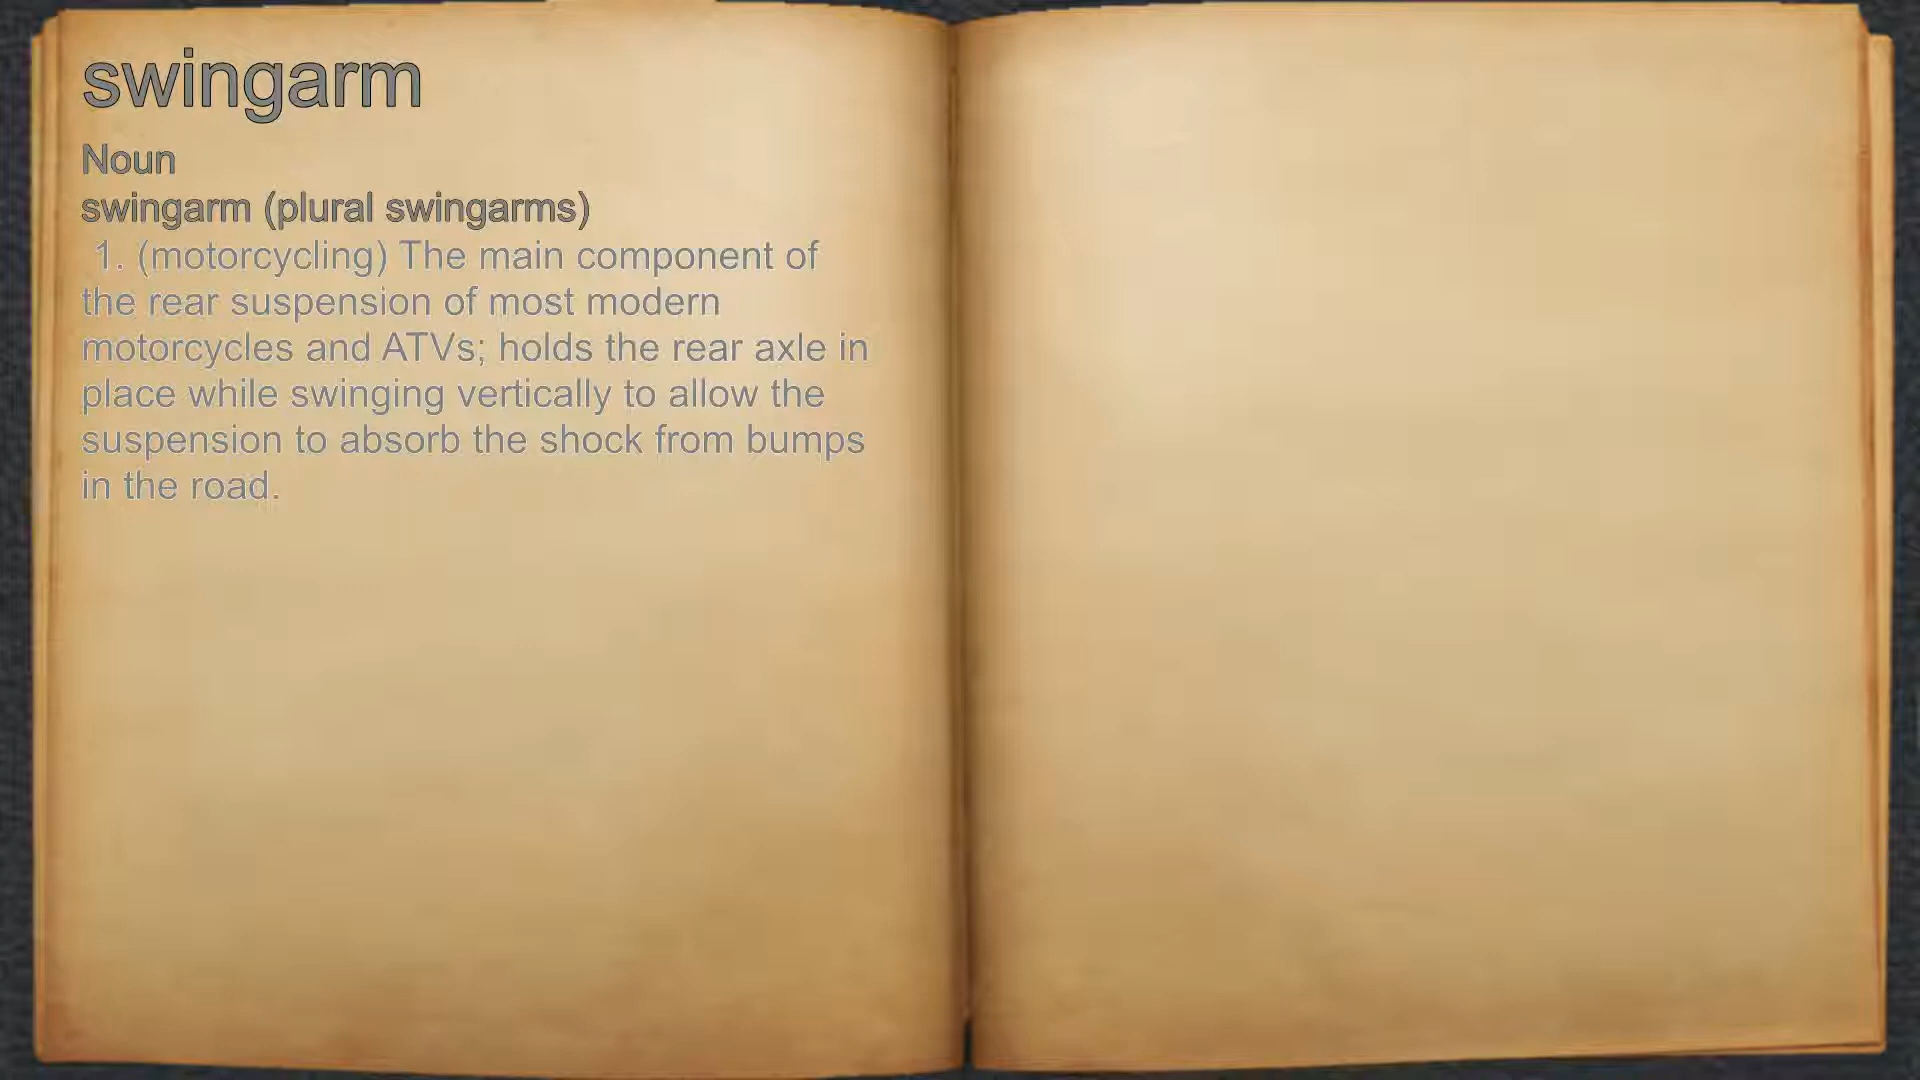 swingarm
Noun
swingarm (plural swingarms)
1. (motorcycling) The main component of
the rear suspension of most modern
motorcycles and ATVs; holds the rear axle in
place while swinging vertically to allow the
suspension to absorb the shock from bumps
in the road.